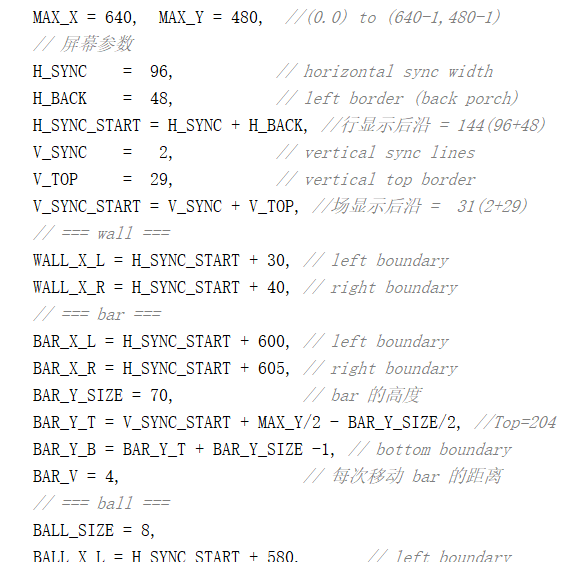 MAX_X = 640, MAX_Y = 480, //(0.0) to (640-1,480-1)
// 屏幕参数
H_SYNC = 96, // horizontal sync width
H_BACK = 48, // left border (back porch)
H_SYNC_START = H_SYNC + H_BACK, //行显示后沿 = 144(96+48)
V_SYNC = 2, // vertical sync lines
V_TOP = 29, // vertical top border
V_SYNC_START = V_SYNC + V_TOP, //场显示后沿 = 31(2+29)
// === wall ===
WALL_X_L = H_SYNC_START + 30, // left boundary
WALL_X_R = H_SYNC_START + 40, // right boundary
// === bar ===
BAR_X_L = H_SYNC_START + 600, // left boundary
BAR_X_R = H_SYNC_START + 605, // right boundary
BAR_Y_SIZE = 70, // bar 的高度
BAR_Y_T = V_SYNC_START + MAX_Y/2 - BAR_Y_SIZE/2, //Top=204
BAR_Y_B = BAR_Y_T + BAR_Y_SIZE -1, // bottom boundary
BAR_V = 4, // 每次移动 bar 的距离
// === ball ===
BALL_SIZE = 8,
BALL_X_L = H_SYNC_START + 580, // left boundary